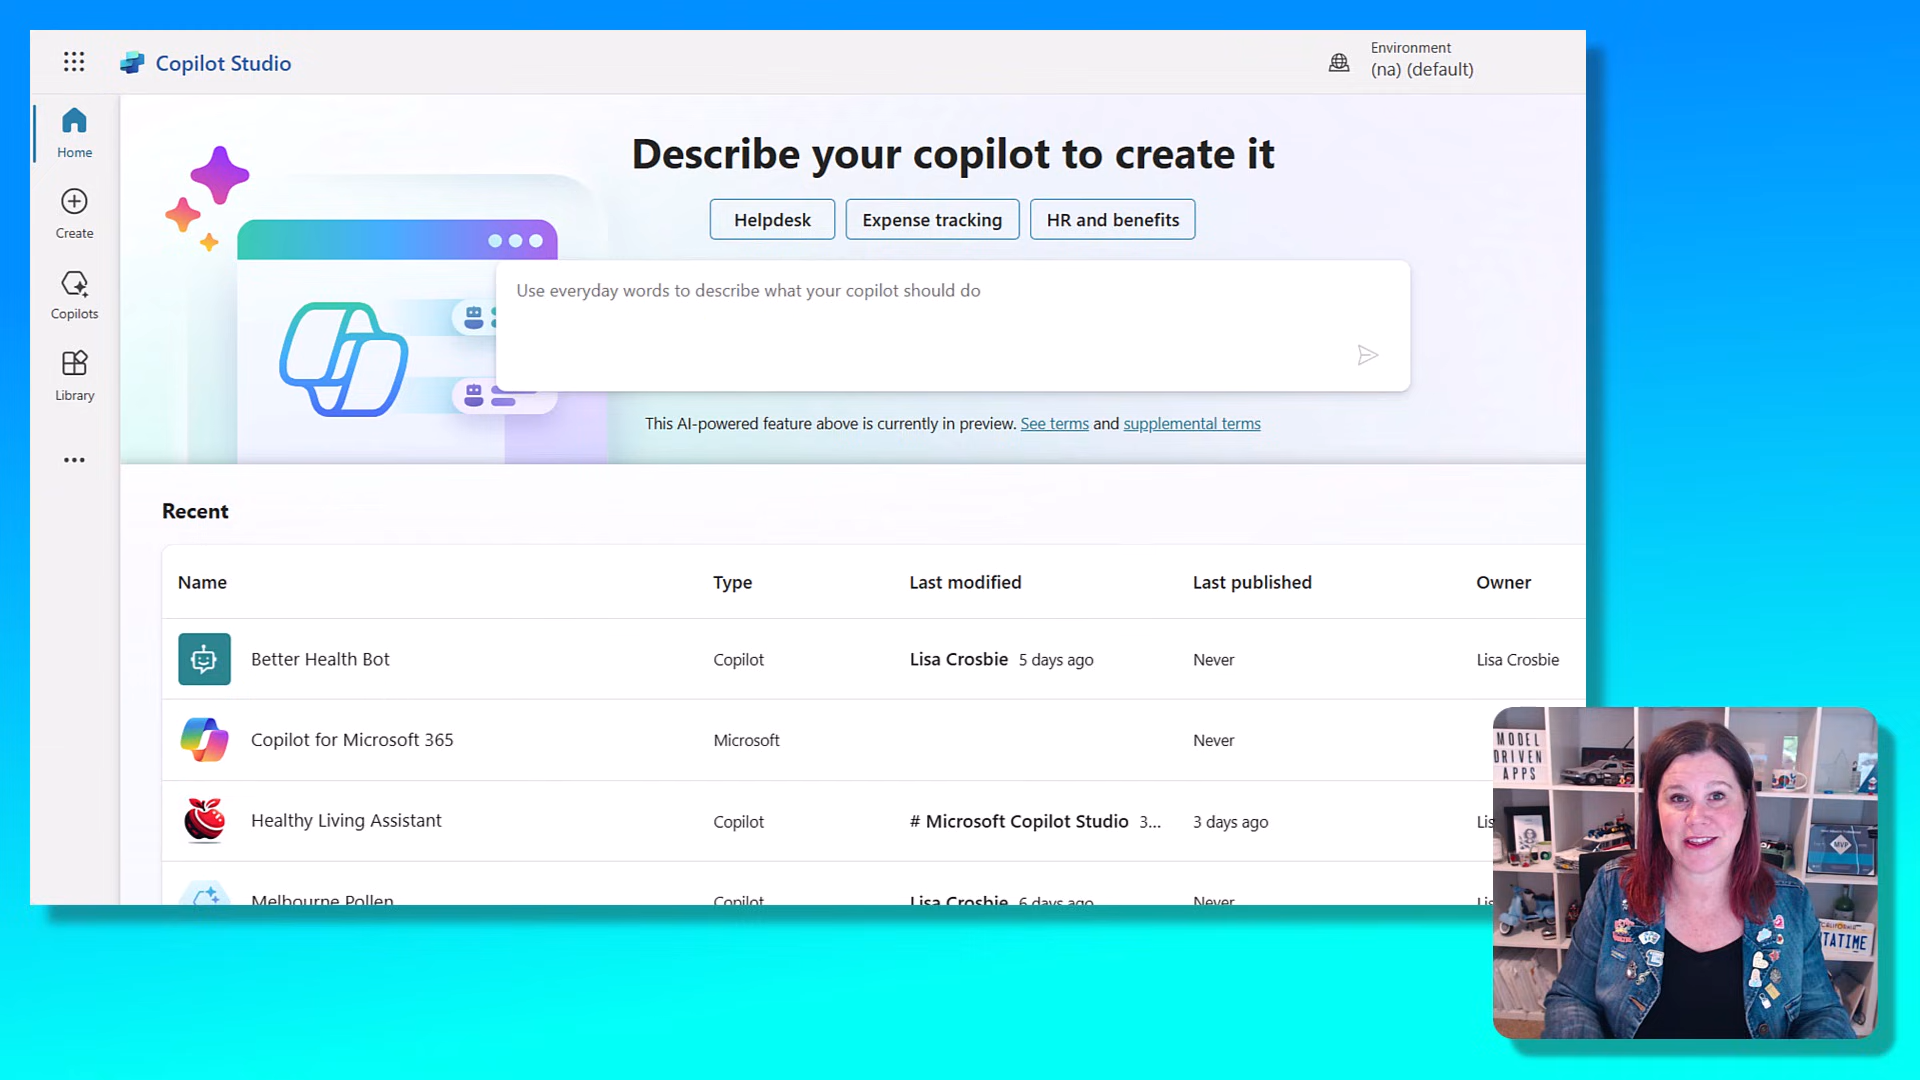 Copilot Studio
Environment
(na) (default)
Home
Create
Copilots
Library
Describe your copilot to create it
Helpdesk
Expense tracking
HR and benefits
Use everyday words to describe what your copilot should do
This AI-powered feature above is currently in preview. See terms and supplemental terms
Recent
Name Type Last modified Last published Owner
Better Health Bot Copilot Lisa Crosbie 5 days ago Never Lisa Crosbie
Copilot for Microsoft 365 Microsoft Never
Healthy Living Assistant Copilot # Microsoft Copilot Studio 3... 3 days ago Lis
Melbourne Pollen Copilot Lisa Crosbie 6 days ago Never Lis
MODEL
DRIVEN
APPS
MVP
CALIFORNIA
TATIME